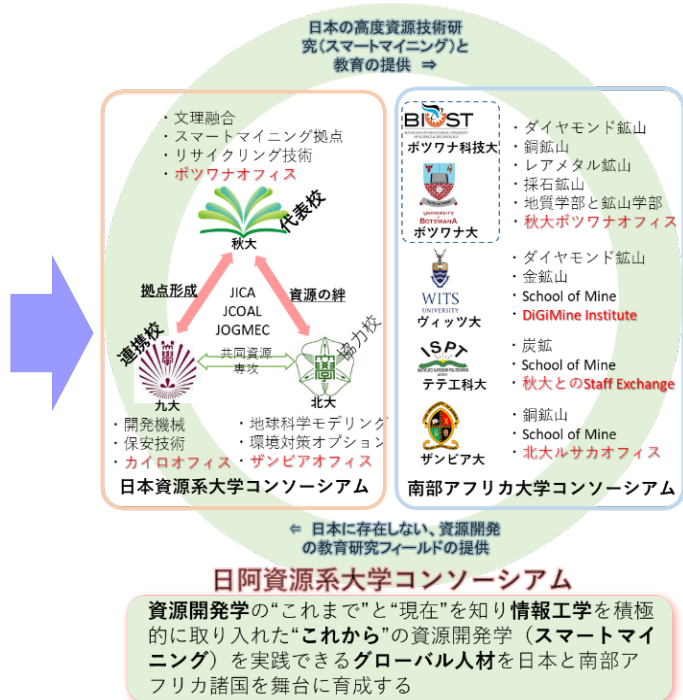 日本の高度資源技術研
究(スマートマイニング)と
教育の提供 ⇒
・文理融合
・スマートマイニング拠点
・リサイクリング技術
・ボツワナオフィス
代表校
秋大
拠点形成
JICA
JCOAL
JOGMEC
資源の絆
連携校
共同資源
専攻
協力校
九大
北大
・開発機械
・保安技術
・カイロオフィス
・地球科学モデリング
・環境対策オプション
・ザンビアオフィス
日本資源系大学コンソーシアム
BIUST
ボツワナ科技大
UNIVERSITY
OF BOTSWANA
ボツワナ大
・ダイヤモンド鉱山
・銅鉱山
・レアメタル鉱山
・採石鉱山
・地質学部と鉱山学部
・秋大ボツワナオフィス
WITS
UNIVERSITY
ヴィッツ大
・ダイヤモンド鉱山
・金鉱山
・School of Mine
・DiGiMine Institute
ISPT
テテ工科大
・炭鉱
・School of Mine
・秋大とのStaff Exchange
ザンビア大
・銅鉱山
・School of Mine
・北大ルサカオフィス
南部アフリカ大学コンソーシアム
⇐ 日本に存在しない、資源開発
の教育研究フィールドの提供
日阿資源系大学コンソーシアム
資源開発学の“これまで”と“現在”を知り情報工学を積極
的に取り入れた“これから”の資源開発学（スマートマイ
ニング）を実践できるグローバル人材を日本と南部ア
フリカ諸国を舞台に育成する